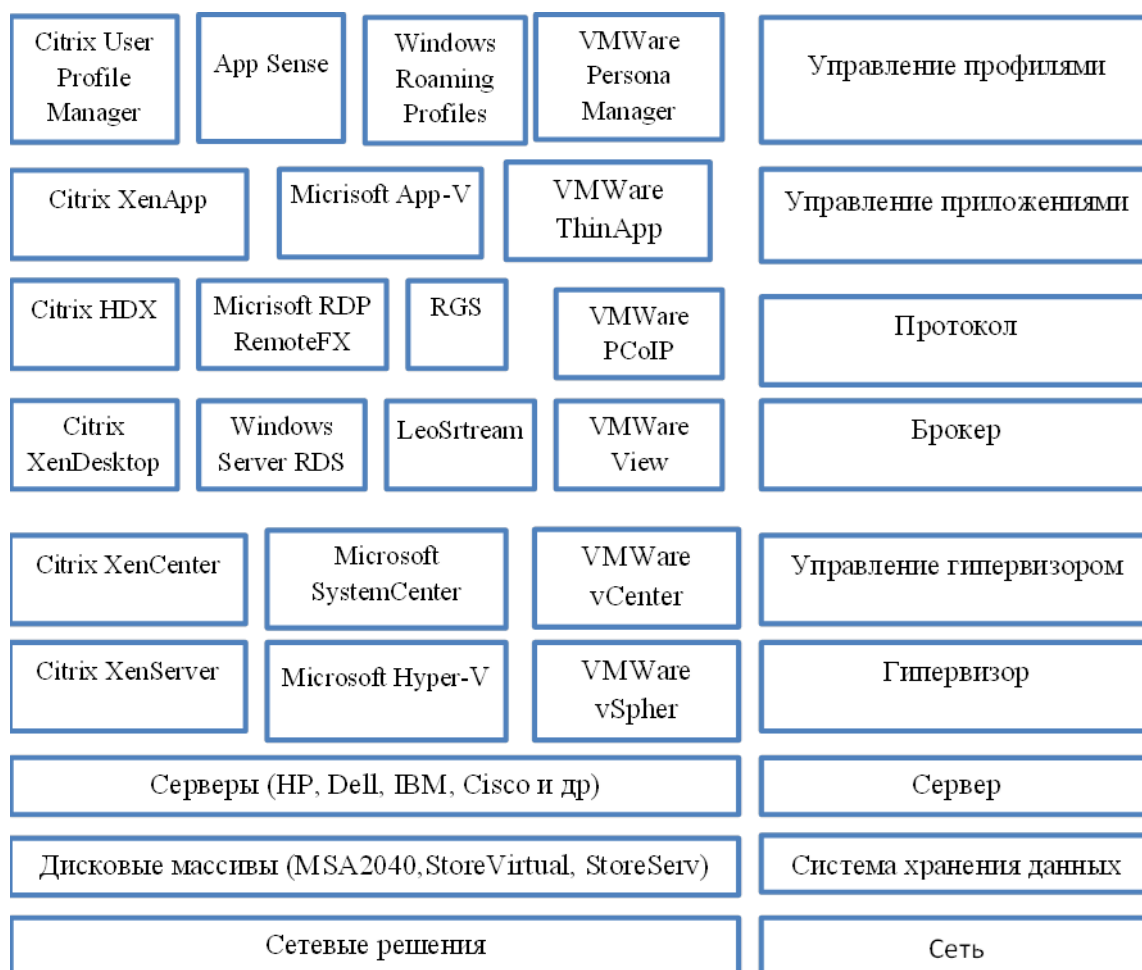 Citrix User
Profile
Manager
App Sense
Windows
Roaming
Profiles
VMWare
Persona
Manager
Управление профилями
Citrix XenApp
Micrisoft App-V
VMWare
ThinApp
Управление приложениями
Citrix HDX
Micrisoft RDP
RemoteFX
RGS
VMWare
PCoIP
Протокол
Citrix
XenDesktop
Windows
Server RDS
LeoSrtream
VMWare
View
Брокер
Citrix XenCenter
Microsoft
SystemCenter
VMWare
vCenter
Управление гипервизором
Citrix XenServer
Microsoft Hyper-V
VMWare
vSpher
Гипервизор
Серверы (HP, Dell, IBM, Cisco и др)
Сервер
Дисковые массивы (MSA2040,StoreVirtual, StoreServ)
Система хранения данных
Сетевые решения
Сеть